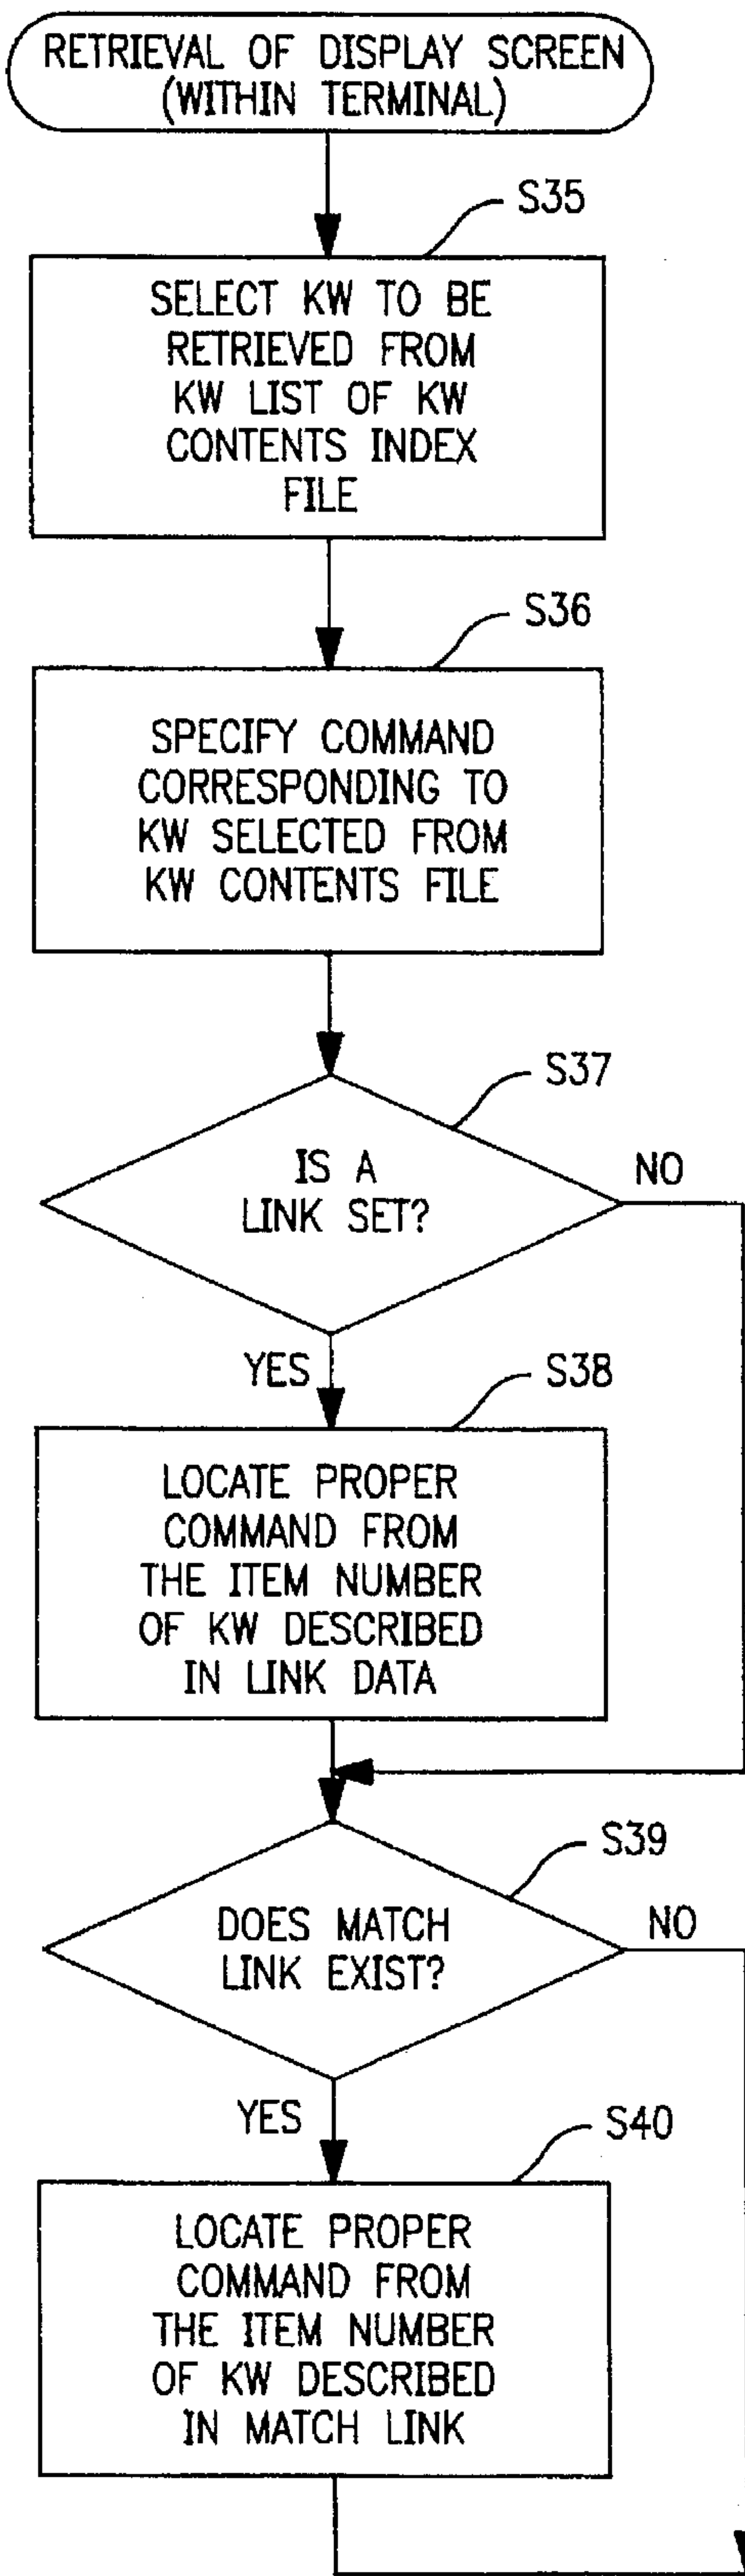 RETRIEVAL OF DISPLAY SCREEN
(WITHIN TERMINAL)
S35
SELECT KW TO BE
RETRIEVED FROM
KW LIST OF KW
CONTENTS INDEX
FILE
S36
SPECIFY COMMAND
CORRESPONDING TO
KW SELECTED FROM
KW CONTENTS FILE
S37
IS A
LINK SET?
NO
YES
S38
LOCATE PROPER
COMMAND FROM
THE ITEM NUMBER
OF KW DESCRIBED
IN LINK DATA
S39
DOES MATCH
LINK EXIST?
NO
YES
S40
LOCATE PROPER
COMMAND FROM
THE ITEM NUMBER
OF KW DESCRIBED
IN MATCH LINK